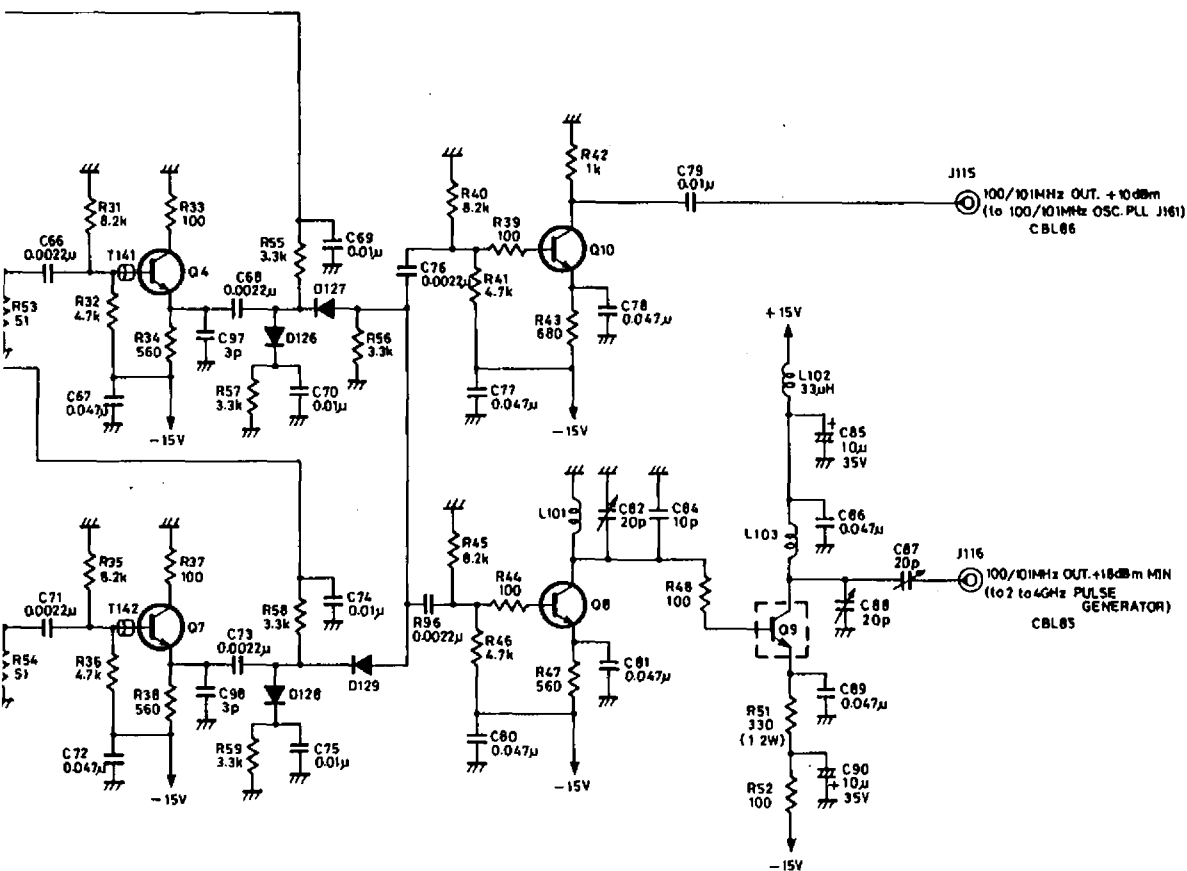 R42
1k
C79
0.01µ
J115
100/101MHz OUT. +10dBm
(to 100/101MHz OSC. PLL J161)
CBL86
R31
8.2k
R33
100
R40
8.2k
R39
100
Q10
C66
0.0022µ
T141
Q4
R55
3.3k
C69
0.01µ
C76
0.0022µ
R41
4.7k
C68
0.0022µ
D127
R53
51
R32
4.7k
R34
560
C97
3p
D126
R56
3.3k
R43
680
C78
0.047µ
+15V
L102
33µH
C67
0.047µ
R57
3.3k
C70
0.01µ
C77
0.047µ
-15V
-15V
C85
10µ
35V
L101
C82
20p
C84
10p
C86
0.047µ
L103
R35
8.2k
R37
100
R45
8.2k
R44
100
Q8
R48
100
C87
20p
J116
100/101MHz OUT.+18dBm MIN
(to 2 to 4GHz PULSE
GENERATOR)
CBL85
C71
0.0022µ
T142
Q7
R58
3.3k
C74
0.01µ
R96
0.0022µ
C88
20p
Q9
C73
0.0022µ
R54
51
R36
4.7k
R38
560
C98
3p
D128
D129
R46
4.7k
R47
560
C81
0.047µ
C89
0.047µ
R51
330
(1 2W)
C72
0.047µ
R59
3.3k
C75
0.01µ
C80
0.047µ
-15V
-15V
R52
100
C90
10µ
35V
-15V